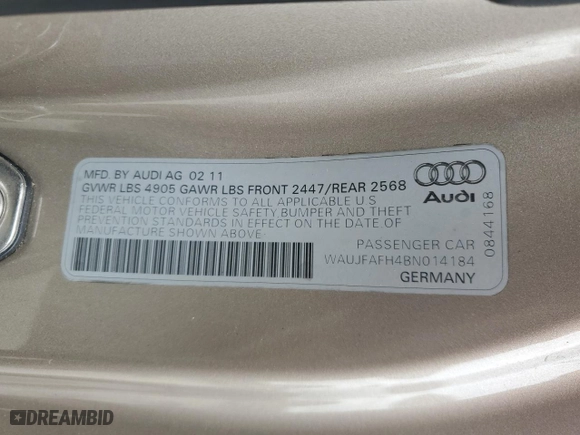 MFD. BY AUDI AG 02 11
GVWR LBS 4905 GAWR LBS FRONT 2447/REAR 2568
THIS VEHICLE CONFORMS TO ALL APPLICABLE U S
FEDERAL MOTOR VEHICLE SAFETY BUMPER AND THEFT
PREVENTION STANDARDS IN EFFECT ON THE DATE OF
MANUFACTURE SHOWN ABOVE·
Audi
0844168
PASSENGER CAR
WAUJFAFH4BN014184
GERMANY
DREAMBID